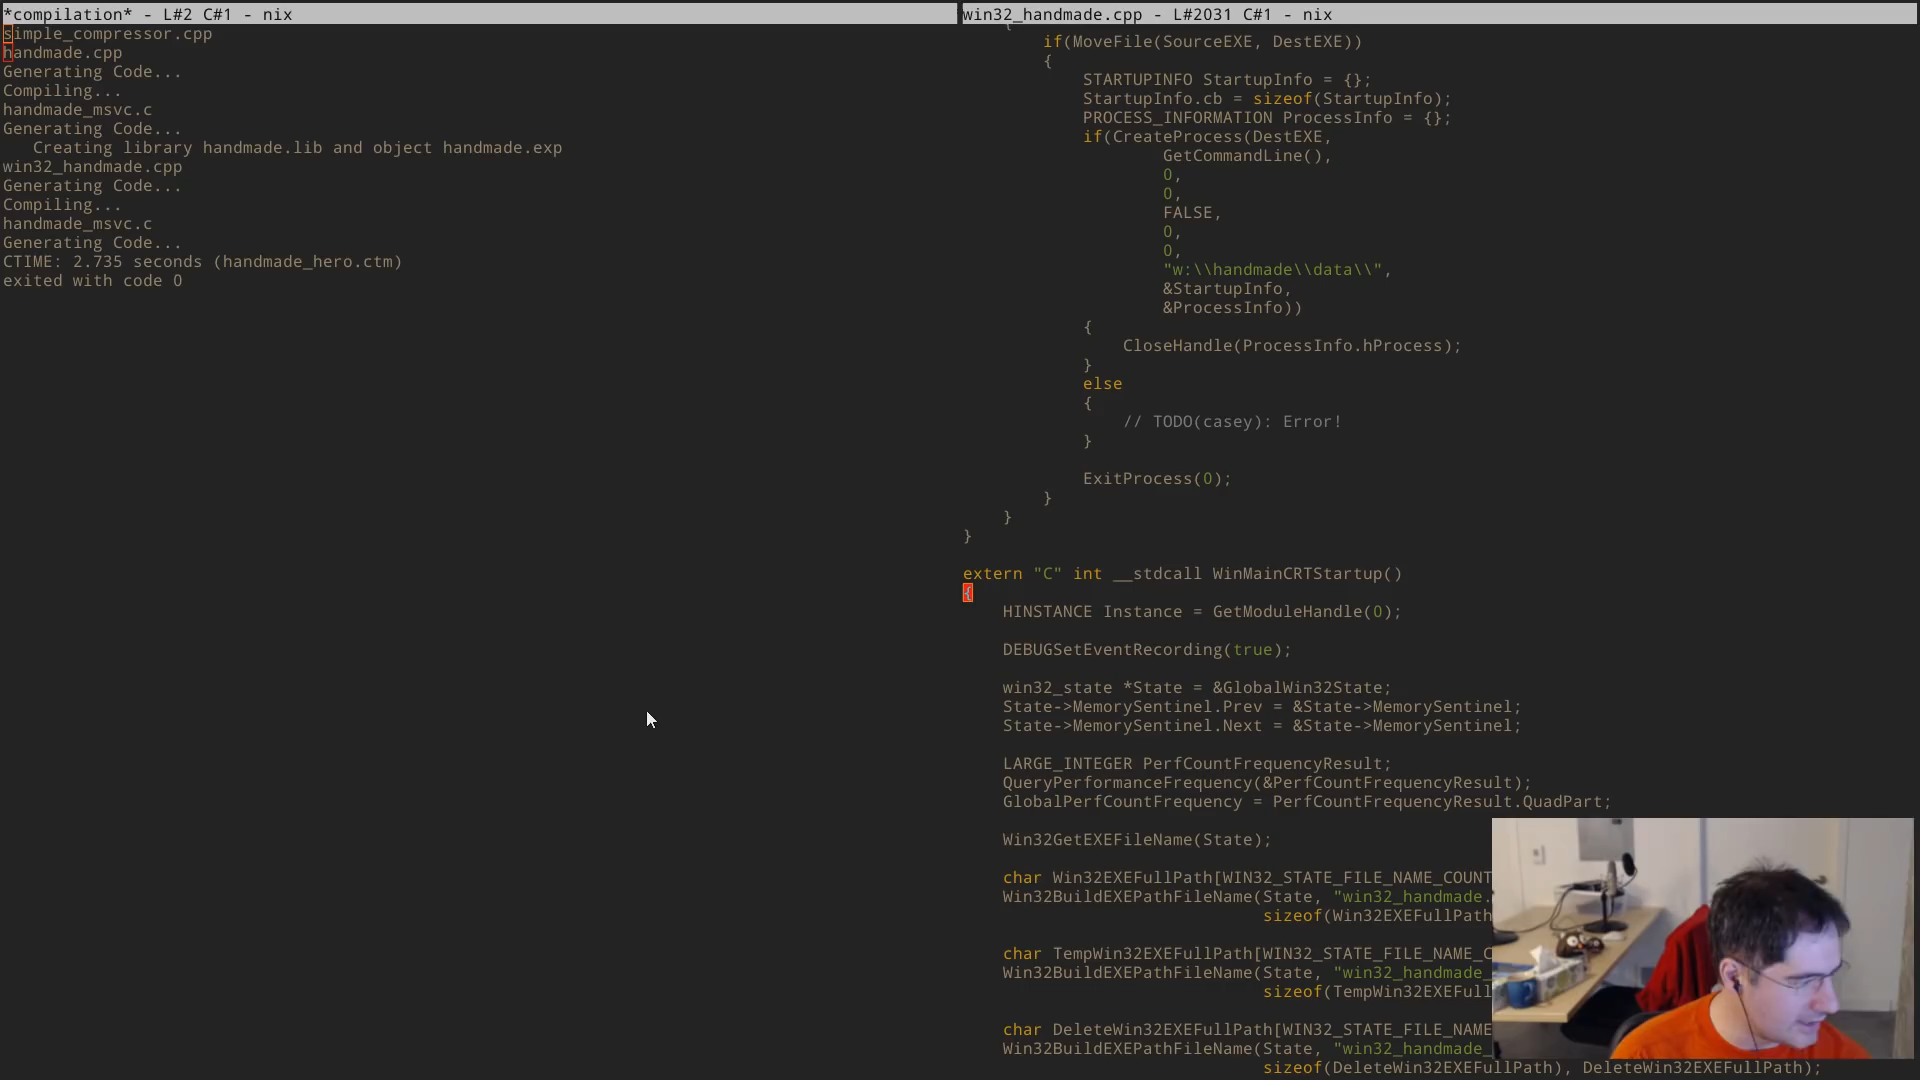 *compilation* - L#2 C#1 - nix
simple_compressor.cpp
handmade.cpp
Generating Code...
Compiling...
handmade_msvc.c
Generating Code...
   Creating library handmade.lib and object handmade.exp
win32_handmade.cpp
Generating Code...
Compiling...
handmade_msvc.c
Generating Code...
CTIME: 2.735 seconds (handmade_hero.ctm)
exited with code 0
win32_handmade.cpp - L#2031 C#1 - nix
    {
        if(MoveFile(SourceEXE, DestEXE))
        {
            STARTUPINFO StartupInfo = {};
            StartupInfo.cb = sizeof(StartupInfo);
            PROCESS_INFORMATION ProcessInfo = {};
            if(CreateProcess(DestEXE,
                    GetCommandLine(),
                    0,
                    0,
                    FALSE,
                    0,
                    0,
                    "w:\\handmade\\data\\",
                    &StartupInfo,
                    &ProcessInfo))
            {
                CloseHandle(ProcessInfo.hProcess);
            }
            else
            {
                // TODO(casey): Error!
            }
            ExitProcess(0);
        }
    }
}
extern "C" int __stdcall WinMainCRTStartup()
{
    HINSTANCE Instance = GetModuleHandle(0);
    DEBUGSetEventRecording(true);
    win32_state *State = &GlobalWin32State;
    State->MemorySentinel.Prev = &State->MemorySentinel;
    State->MemorySentinel.Next = &State->MemorySentinel;
    LARGE_INTEGER PerfCountFrequencyResult;
    QueryPerformanceFrequency(&PerfCountFrequencyResult);
    GlobalPerfCountFrequency = PerfCountFrequencyResult.QuadPart;
    Win32GetEXEFileName(State);
    char Win32EXEFullPath[WIN32_STATE_FILE_NAME_COUNT
    Win32BuildEXEPathFileName(State, "win32_handmade.
                              sizeof(Win32EXEFullPath
    char TempWin32EXEFullPath[WIN32_STATE_FILE_NAME_C
    Win32BuildEXEPathFileName(State, "win32_handmade_
                              sizeof(TempWin32EXEFull
    char DeleteWin32EXEFullPath[WIN32_STATE_FILE_NAME
    Win32BuildEXEPathFileName(State, "win32_handmade_
                              sizeof(DeleteWin32EXEFullPath), DeleteWin32EXEFullPath);